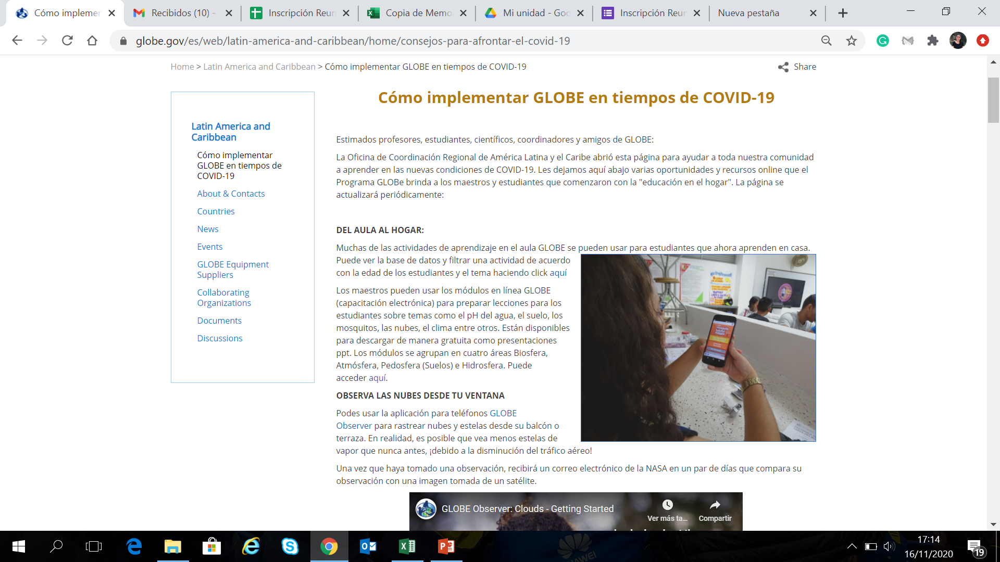 Cómo implemen
Recibidos (10) -
Inscripción Reun
Copia de Memo
Mi unidad - Goo
Inscripción Reun
Nueva pestaña
globe.gov/es/web/latin-america-and-caribbean/home/consejos-para-afrontar-el-covid-19
Home > Latin America and Caribbean > Cómo implementar GLOBE en tiempos de COVID-19
Share
Latin America and
Caribbean
Cómo implementar
GLOBE en tiempos de
COVID-19
About & Contacts
Countries
News
Events
GLOBE Equipment
Suppliers
Collaborating
Organizations
Documents
Discussions
Cómo implementar GLOBE en tiempos de COVID-19
Estimados profesores, estudiantes, científicos, coordinadores y amigos de GLOBE:
La Oficina de Coordinación Regional de América Latina y el Caribe abrió esta página para ayudar a toda nuestra comunidad
a aprender en las nuevas condiciones de COVID-19. Les dejamos aquí abajo varias oportunidades y recursos online que el
Programa GLOBe brinda a los maestros y estudiantes que comenzaron con la "educación en el hogar". La página se
actualizará periódicamente:
DEL AULA AL HOGAR:
Muchas de las actividades de aprendizaje en el aula GLOBE se pueden usar para estudiantes que ahora aprenden en casa.
Puede ver la base de datos y filtrar una actividad de acuerdo
con la edad de los estudiantes y el tema haciendo click aquí
Los maestros pueden usar los módulos en línea GLOBE
(capacitación electrónica) para preparar lecciones para los
estudiantes sobre temas como el pH del agua, el suelo, los
mosquitos, las nubes, el clima entre otros. Están disponibles
para descargar de manera gratuita como presentaciones
ppt. Los módulos se agrupan en cuatro áreas Biosfera,
Atmósfera, Pedosfera (Suelos) e Hidrosfera. Puede
acceder aquí.
OBSERVA LAS NUBES DESDE TU VENTANA
Podes usar la aplicación para teléfonos GLOBE
Observer para rastrear nubes y estelas desde su balcón o
terraza. En realidad, es posible que vea menos estelas de
vapor que nunca antes, ¡debido a la disminución del tráfico aéreo!
Una vez que haya tomado una observación, recibirá un correo electrónico de la NASA en un par de días que compara su
observación con una imagen tomada de un satélite.
mosquito
habitat
mapper
GLOBE Observer: Clouds - Getting Started
Ver más ta...
Compartir
17:14
16/11/2020
19